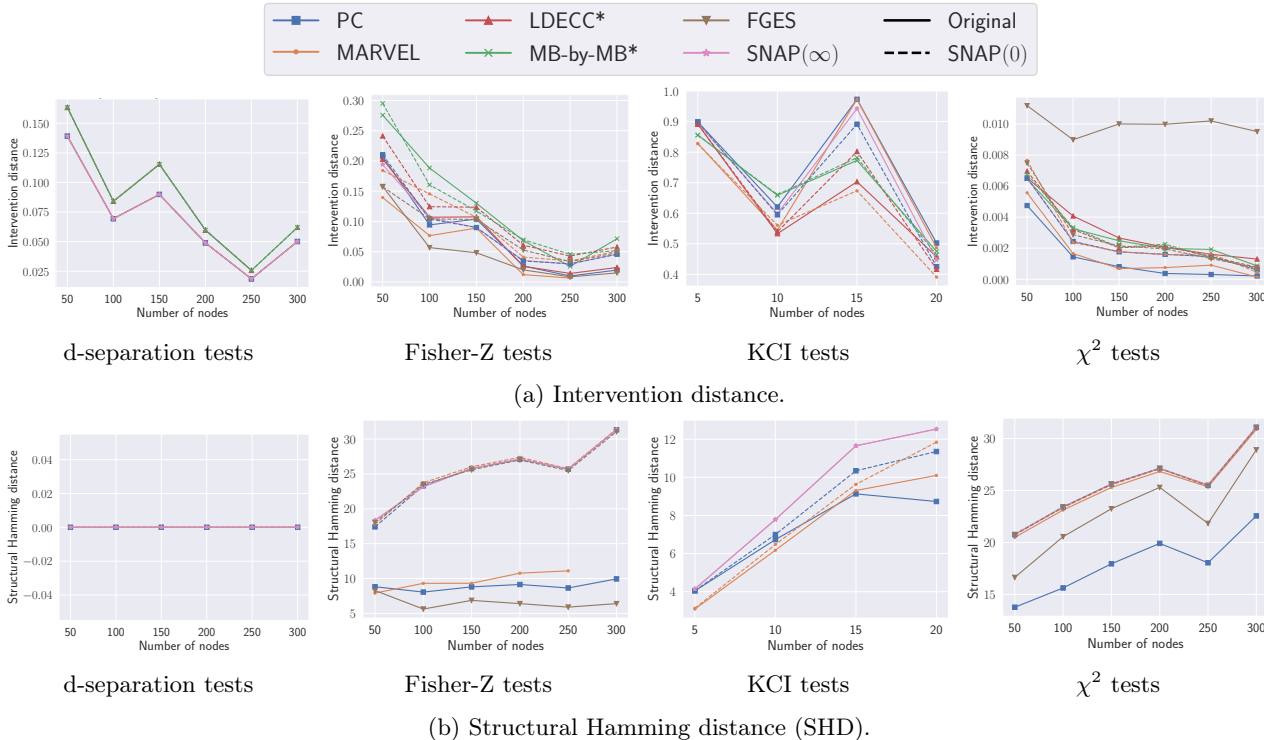 PC
LDECC*
FGES
Original
MARVEL
MB-by-MB*
SNAP(∞)
SNAP(0)
Intervention distance
0.150
0.125
0.100
0.075
0.050
0.025
50 100 150 200 250 300
Number of nodes
Intervention distance
0.30
0.25
0.20
0.15
0.10
0.05
0.00
50 100 150 200 250 300
Number of nodes
Intervention distance
1.0
0.9
0.8
0.7
0.6
0.5
0.4
5 10 15 20
Number of nodes
Intervention distance
0.010
0.008
0.006
0.004
0.002
0.000
50 100 150 200 250 300
Number of nodes
d-separation tests
Fisher-Z tests
KCI tests
χ² tests
(a) Intervention distance.
Structural Hamming distance
0.04
0.02
0.00
−0.02
−0.04
50 100 150 200 250 300
Number of nodes
Structural Hamming distance
30
25
20
15
10
5
50 100 150 200 250 300
Number of nodes
Structural Hamming distance
12
10
8
6
4
5 10 15 20
Number of nodes
Structural Hamming distance
30
25
20
15
50 100 150 200 250 300
Number of nodes
d-separation tests
Fisher-Z tests
KCI tests
χ² tests
(b) Structural Hamming distance (SHD).